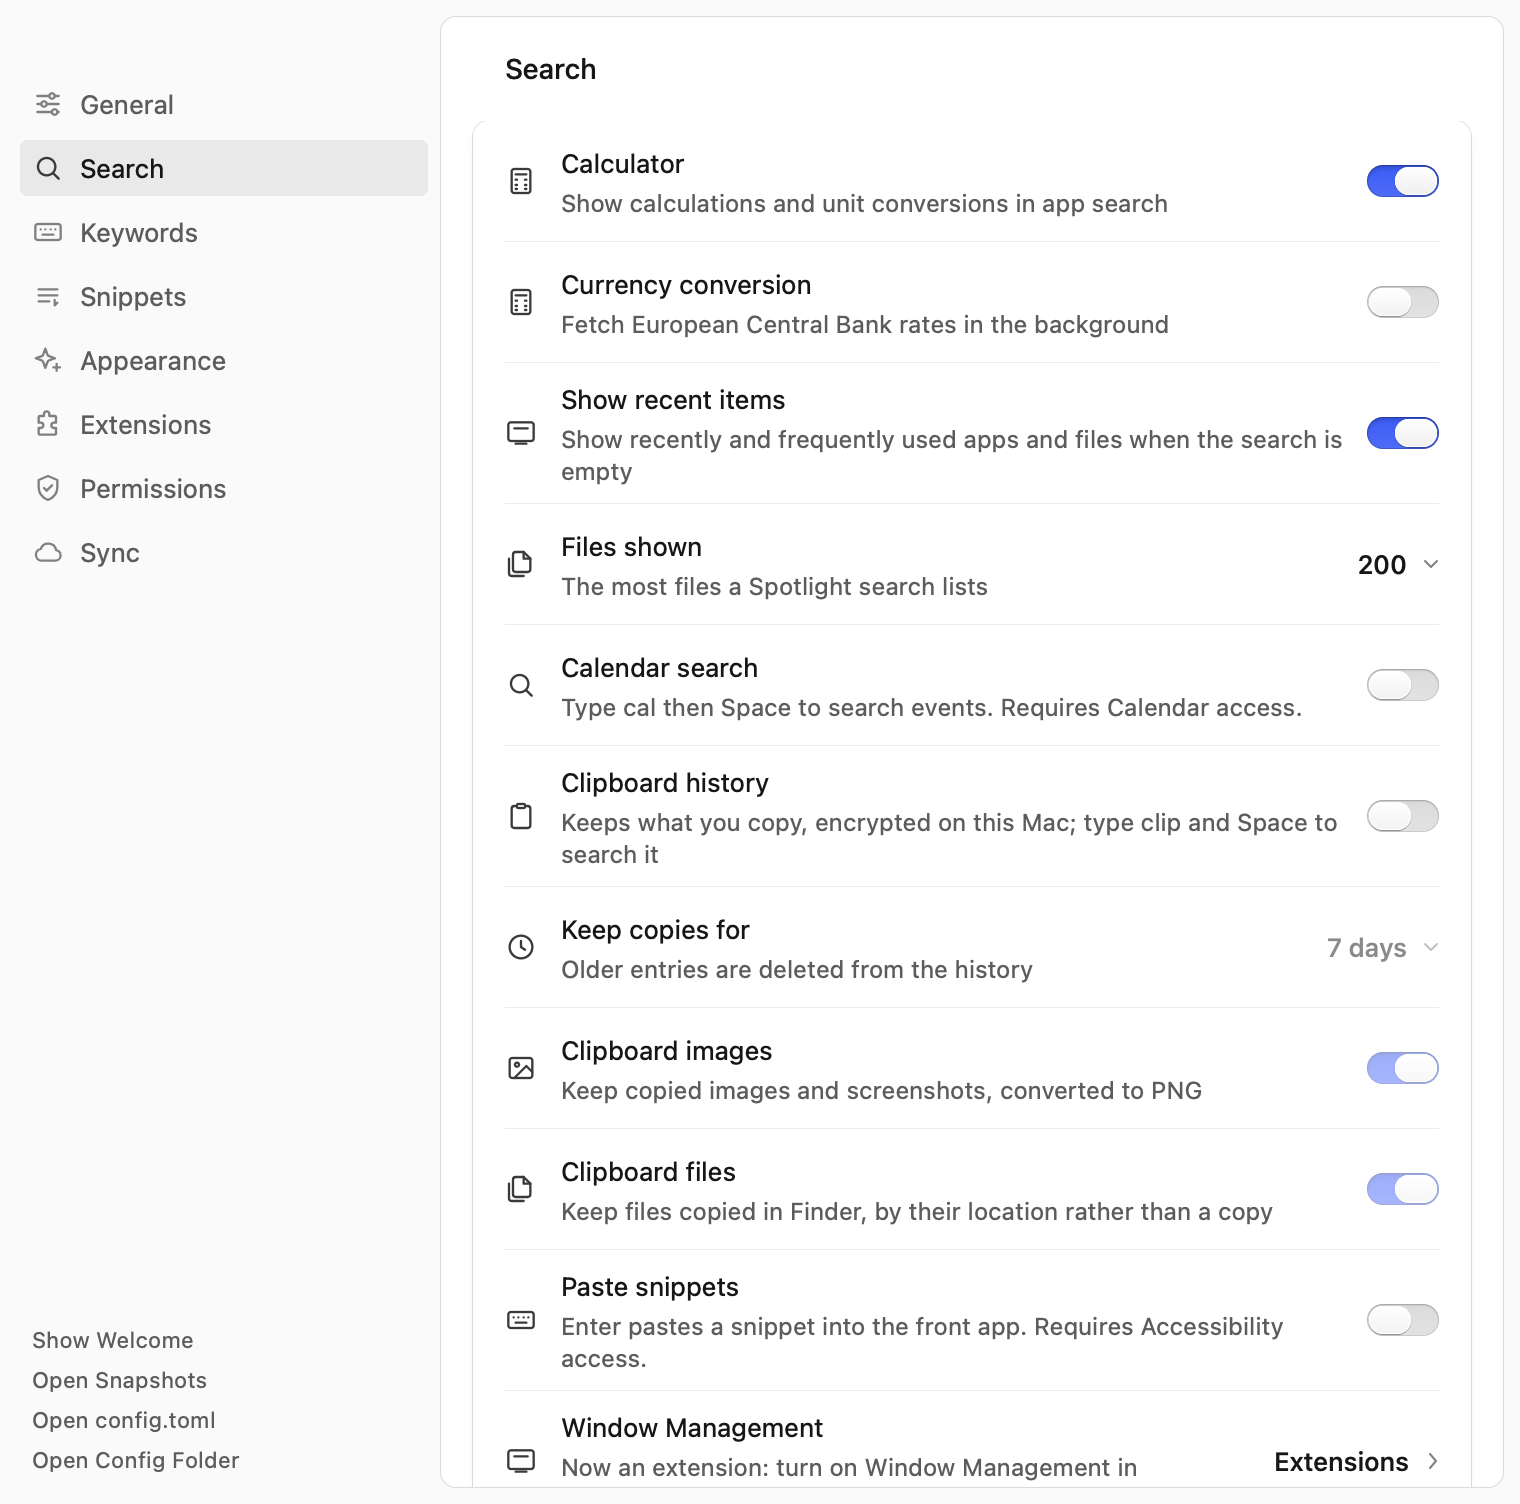 General
Search
Keywords
Snippets
Appearance
Extensions
Permissions
Sync
Show Welcome
Open Snapshots
Open config.toml
Open Config Folder
Search
Calculator
Show calculations and unit conversions in app search
Currency conversion
Fetch European Central Bank rates in the background
Show recent items
Show recently and frequently used apps and files when the search is
empty
Files shown
The most files a Spotlight search lists
200
Calendar search
Type cal then Space to search events. Requires Calendar access.
Clipboard history
Keeps what you copy, encrypted on this Mac; type clip and Space to
search it
Keep copies for
Older entries are deleted from the history
7 days
Clipboard images
Keep copied images and screenshots, converted to PNG
Clipboard files
Keep files copied in Finder, by their location rather than a copy
Paste snippets
Enter pastes a snippet into the front app. Requires Accessibility
access.
Window Management
Now an extension: turn on Window Management in
Extensions